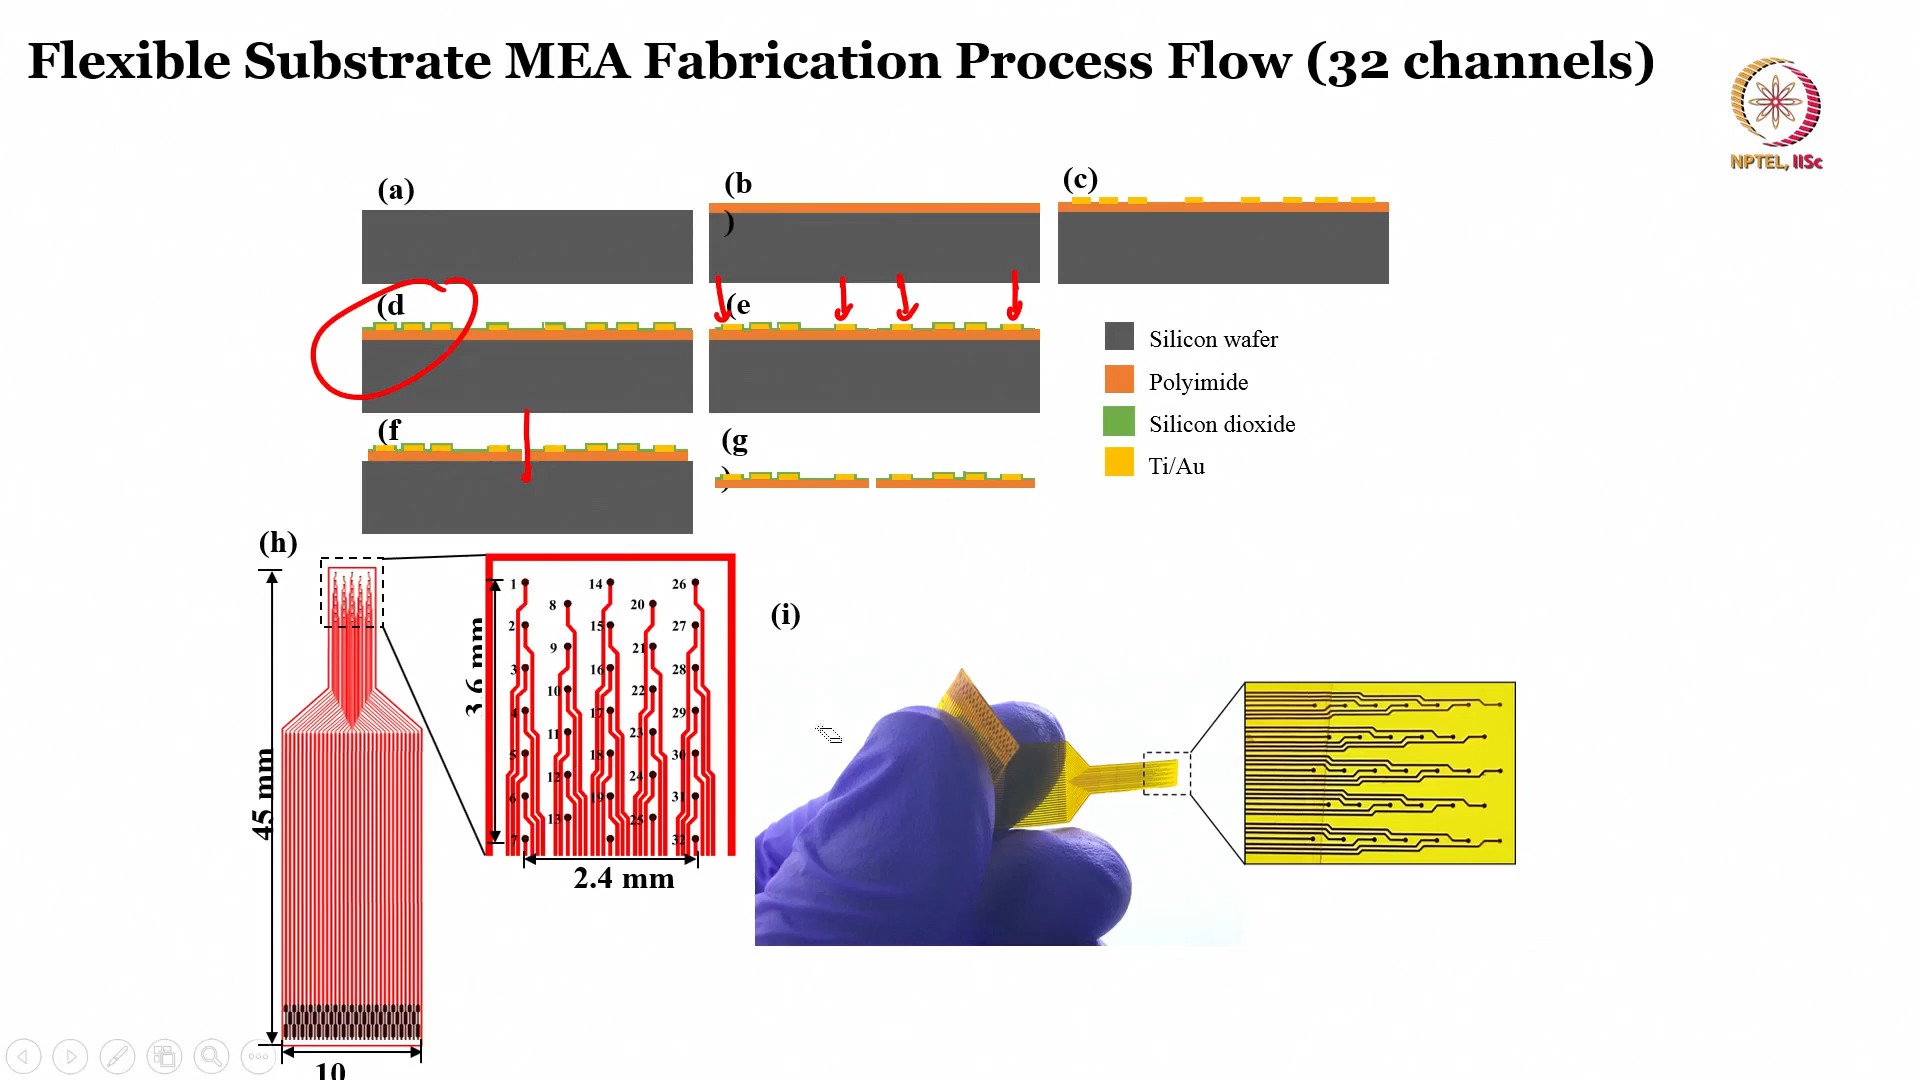 Flexible Substrate MEA Fabrication Process Flow (32 channels)
NPTEL, IISc
(a)
(b
)
(c)
(d
(e
(f
(g
)
Silicon wafer
Polyimide
Silicon dioxide
Ti/Au
(h)
45 mm
10
3.6 mm
2.4 mm
1 14 26
8 20
2 15 27
9 21
3 16 28
10 22
4 17 29
11 23
5 18 30
12 24
6 19 31
13 25
7 32
(i)